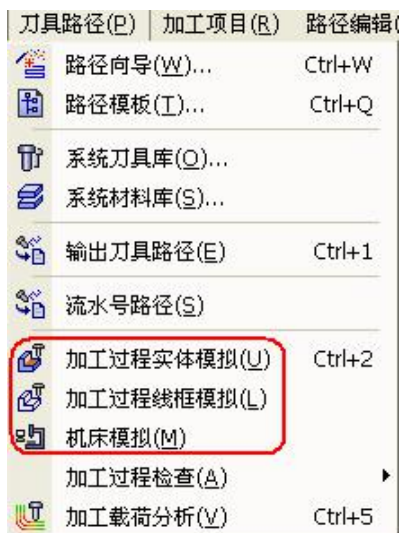 刀具路径(P) 加工项目(R) 路径编辑(
路径向导(W)... Ctrl+W
路径模板(T)... Ctrl+Q
系统刀具库(O)...
系统材料库(S)...
输出刀具路径(E) Ctrl+1
流水号路径(S)
加工过程实体模拟(U) Ctrl+2
加工过程线框模拟(L)
机床模拟(M)
加工过程检查(A)
加工载荷分析(V) Ctrl+5